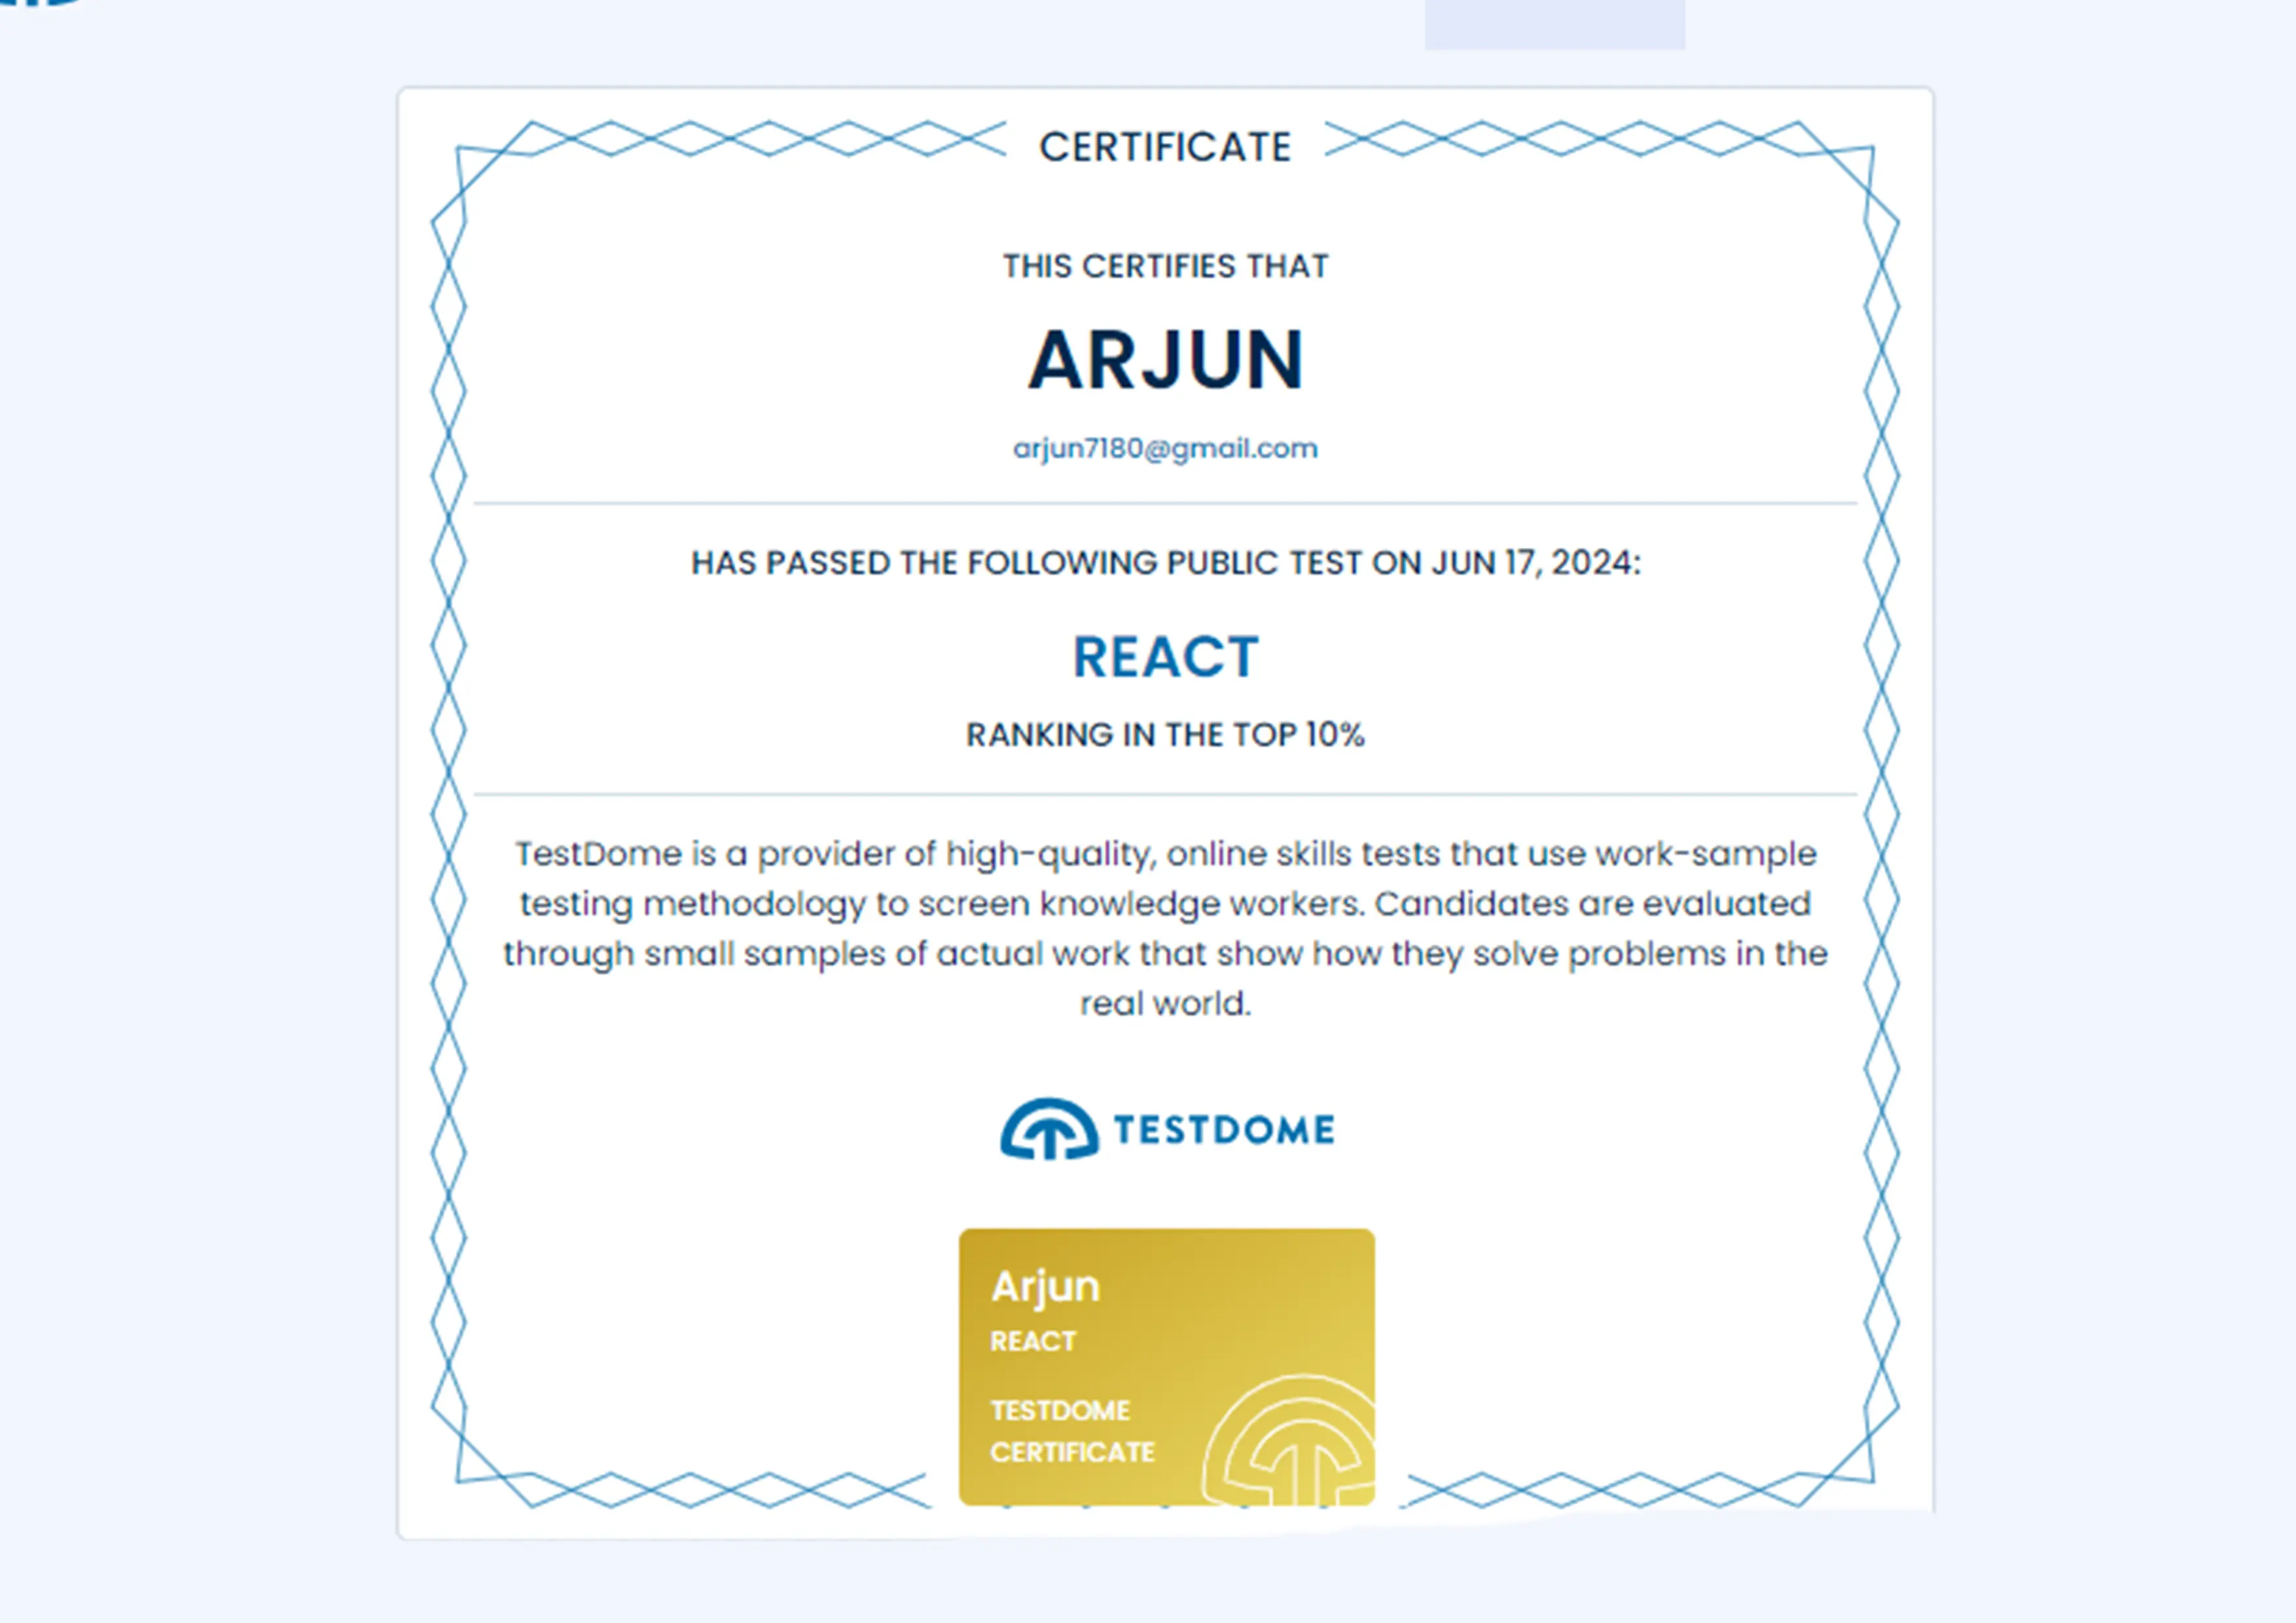 CERTIFICATE
THIS CERTIFIES THAT
ARJUN
arjun7180@gmail.com
HAS PASSED THE FOLLOWING PUBLIC TEST ON JUN 17, 2024:
REACT
RANKING IN THE TOP 10%
TestDome is a provider of high-quality, online skills tests that use work-sample
testing methodology to screen knowledge workers. Candidates are evaluated
through small samples of actual work that show how they solve problems in the
real world.
TESTDOME
Arjun
REACT
TESTDOME
CERTIFICATE